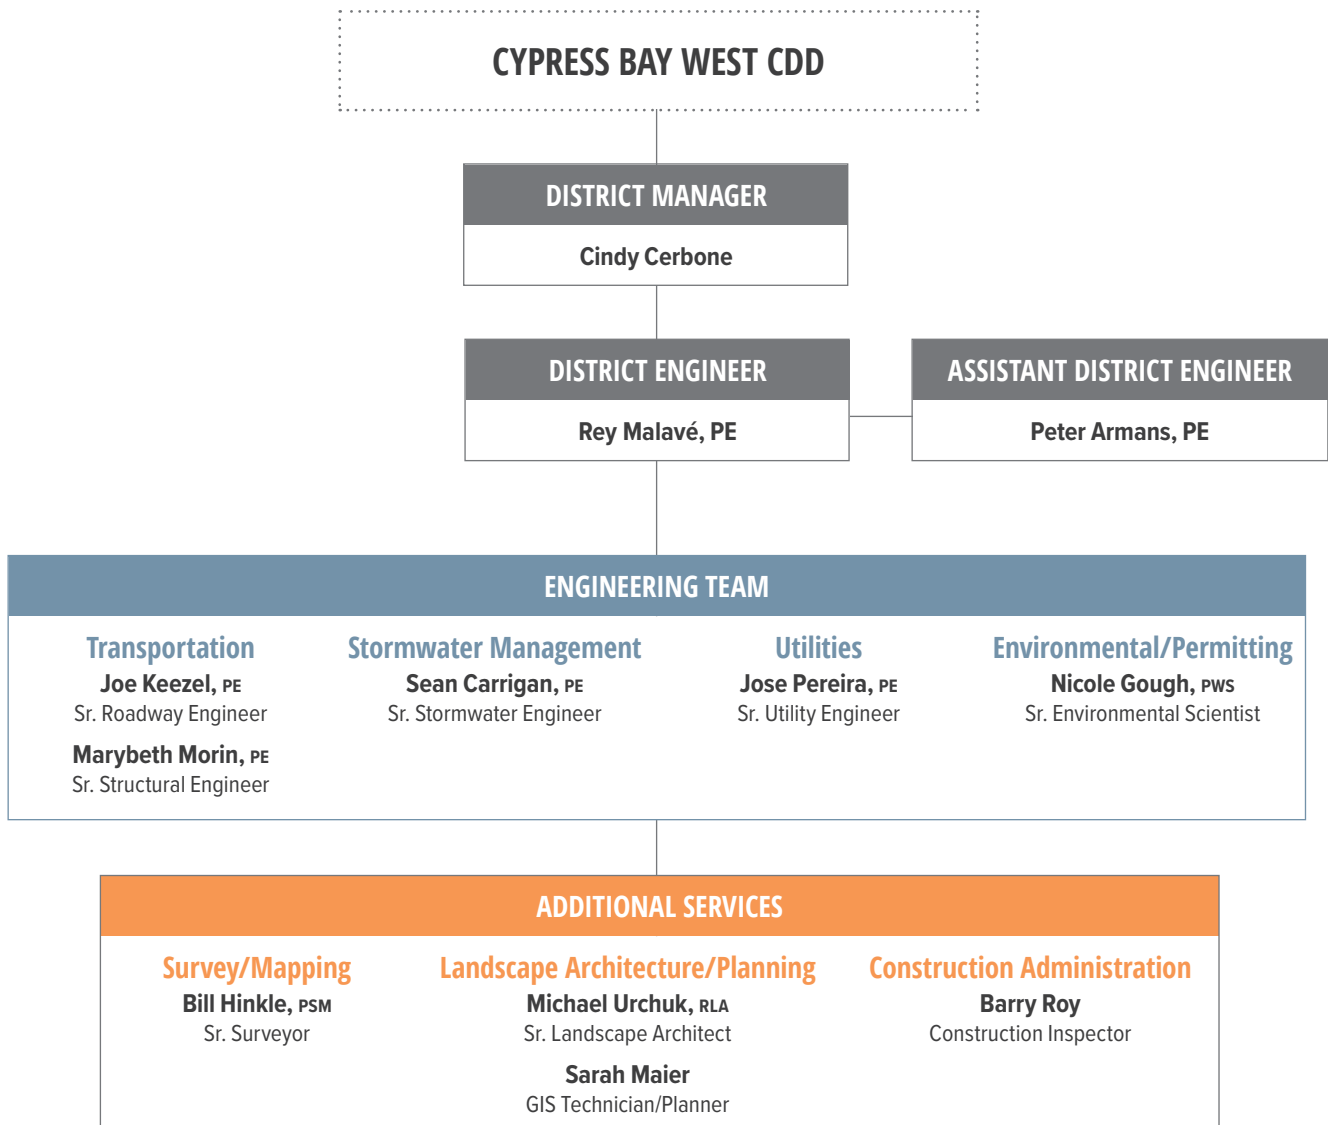 CYPRESS BAY WEST CDD
DISTRICT MANAGER
Cindy Cerbone
DISTRICT ENGINEER
Rey Malavé, PE
ASSISTANT DISTRICT ENGINEER
Peter Armans, PE
ENGINEERING TEAM
Transportation
Joe Keezel, PE
Sr. Roadway Engineer
Marybeth Morin, PE
Sr. Structural Engineer
Stormwater Management
Sean Carrigan, PE
Sr. Stormwater Engineer
Utilities
Jose Pereira, PE
Sr. Utility Engineer
Environmental/Permitting
Nicole Gough, PWS
Sr. Environmental Scientist
ADDITIONAL SERVICES
Survey/Mapping
Bill Hinkle, PSM
Sr. Surveyor
Landscape Architecture/Planning
Michael Urchuk, RLA
Sr. Landscape Architect
Sarah Maier
GIS Technician/Planner
Construction Administration
Barry Roy
Construction Inspector